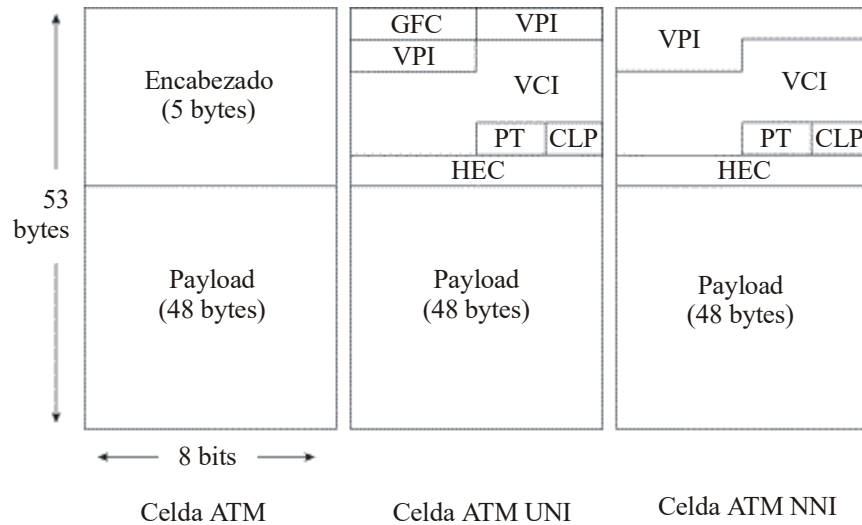 GFC VPI
VPI
VPI
Encabezado
(5 bytes)
VCI
VCI
PT CLP
PT CLP
HEC
HEC
53
bytes
Payload
(48 bytes)
Payload
(48 bytes)
Payload
(48 bytes)
8 bits
Celda ATM
Celda ATM UNI
Celda ATM NNI